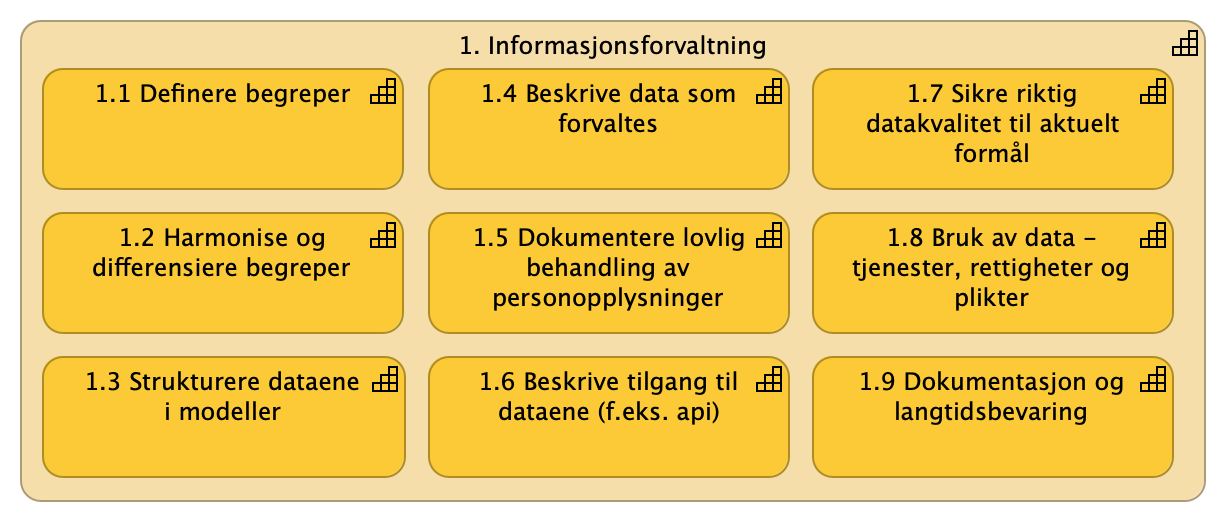 1. Informasjonsforvaltning
1.1 Definere begreper
1.2 Harmonise og
differensiere begreper
1.3 Strukturere dataene
i modeller
1.4 Beskrive data som
forvaltes
1.5 Dokumentere lovlig
behandling av
personopplysninger
1.6 Beskrive tilgang til
dataene (f.eks. api)
1.7 Sikre riktig
datakvalitet til aktuelt
formål
1.8 Bruk av data –
tjenester, rettigheter og
plikter
1.9 Dokumentasjon og
langtidsbevaring